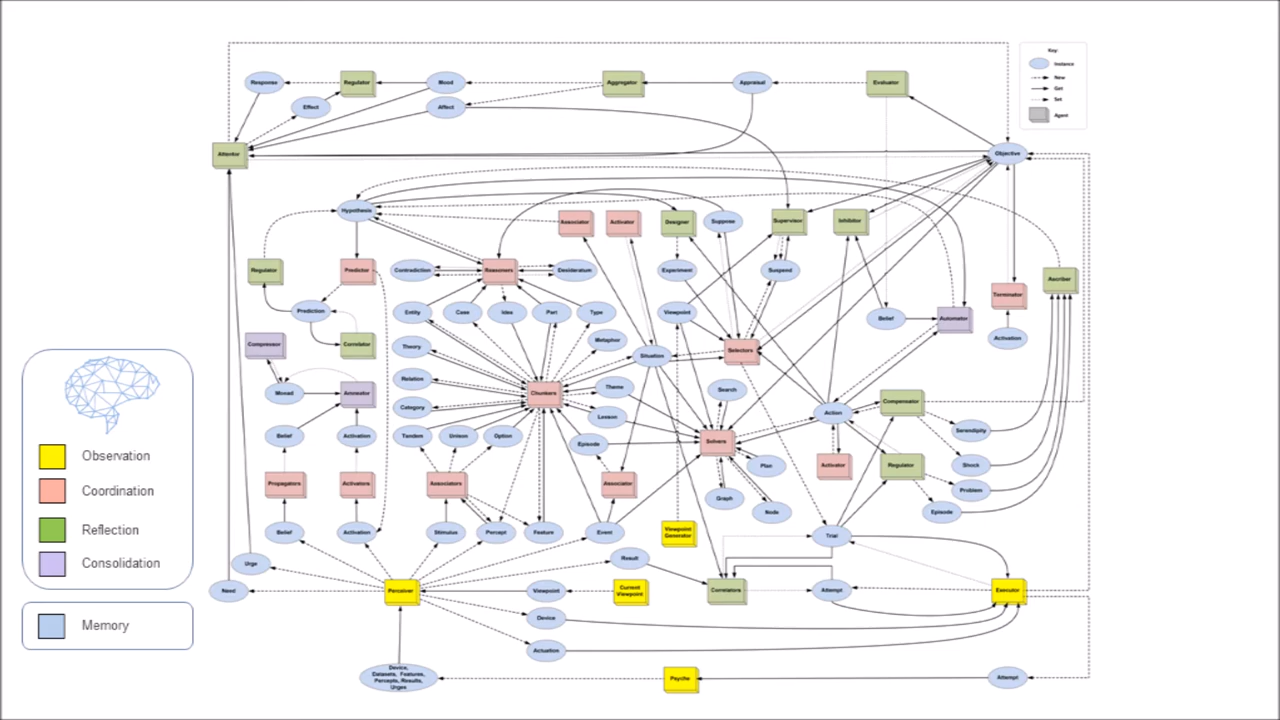 Key:
Response
Regulator
Mood
Aggregator
Appraisal
Evaluator
Instance
New
Effect
Affect
Get
Set
Agent
Attentor
Objective
Hypothesis
Associator
Activator
Designer
Suppose
Supervisor
Inhibitor
Regulator
Predictor
Contradiction
Reasoners
Desideratum
Experiment
Suspend
Ascriber
Terminator
Prediction
Entity
Case
Idea
Part
Type
Viewpoint
Belief
Automator
Activation
Compressor
Correlator
Theory
Metaphor
Situation
Selectors
Relation
Monad
Chunkers
Theme
Search
Category
Lesson
Action
Compensator
Belief
Activation
Tandem
Unison
Option
Episode
Solvers
Serendipity
Observation
Plan
Activator
Regulator
Shock
Propagators
Activators
Associators
Associator
Problem
Coordination
Graph
Node
Episode
Reflection
Belief
Activation
Stimulus
Percept
Feature
Event
Viewpoint
Generator
Trial
Consolidation
Urge
Result
Need
Perceiver
Viewpoint
Current
Viewpoint
Correlators
Attempt
Executor
Memory
Device
Actuation
Device,
Datasets, Features,
Percepts, Results,
Urges
Psyche
Attempt